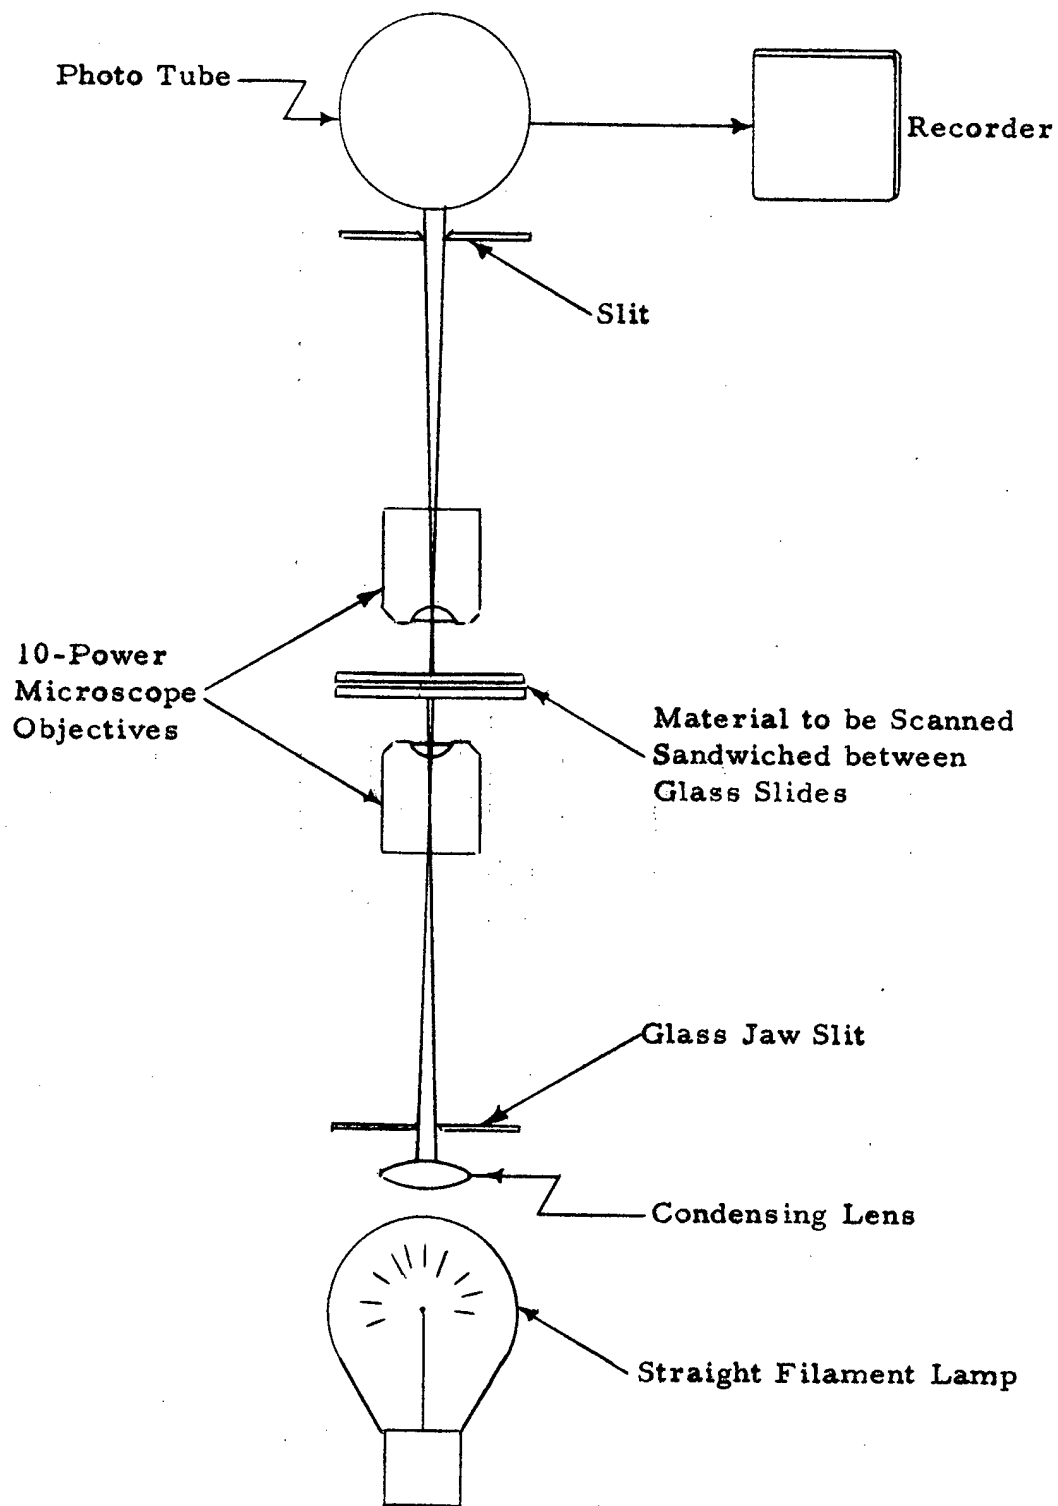 Photo Tube
Recorder
Slit
10-Power
Microscope
Objectives
Material to be Scanned
Sandwiched between
Glass Slides
Glass Jaw Slit
Condensing Lens
Straight Filament Lamp